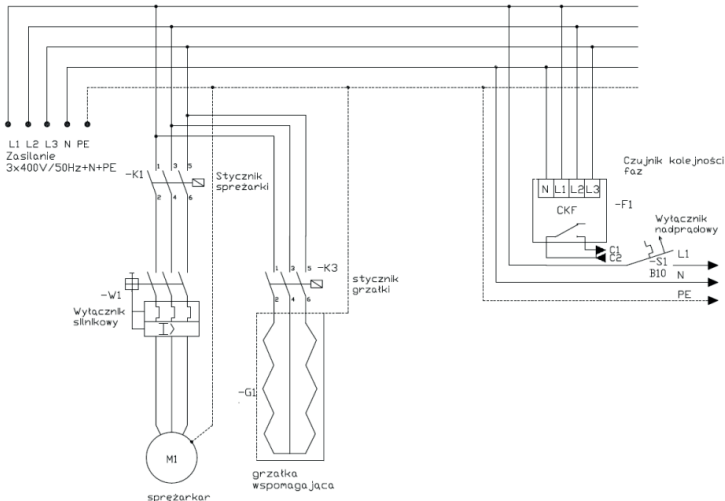 L1 L2 L3 N PE
Zasilanie
3x400V/50Hz+N+PE
-K1
1 3 5
2 4 6
Stycznik
sprężarki
-K3
1 3 5
2 4 6
stycznik
grzałki
-W1
Wyłącznik
silnikowy
I >
-G1
M1
sprężarkar
grzałka
wspomagająca
N L1 L2 L3
CKF
-F1
Czujnik kolejności
faz
C1
C2
Wyłącznik
nadprądowy
-S1
B10
L1
N
PE